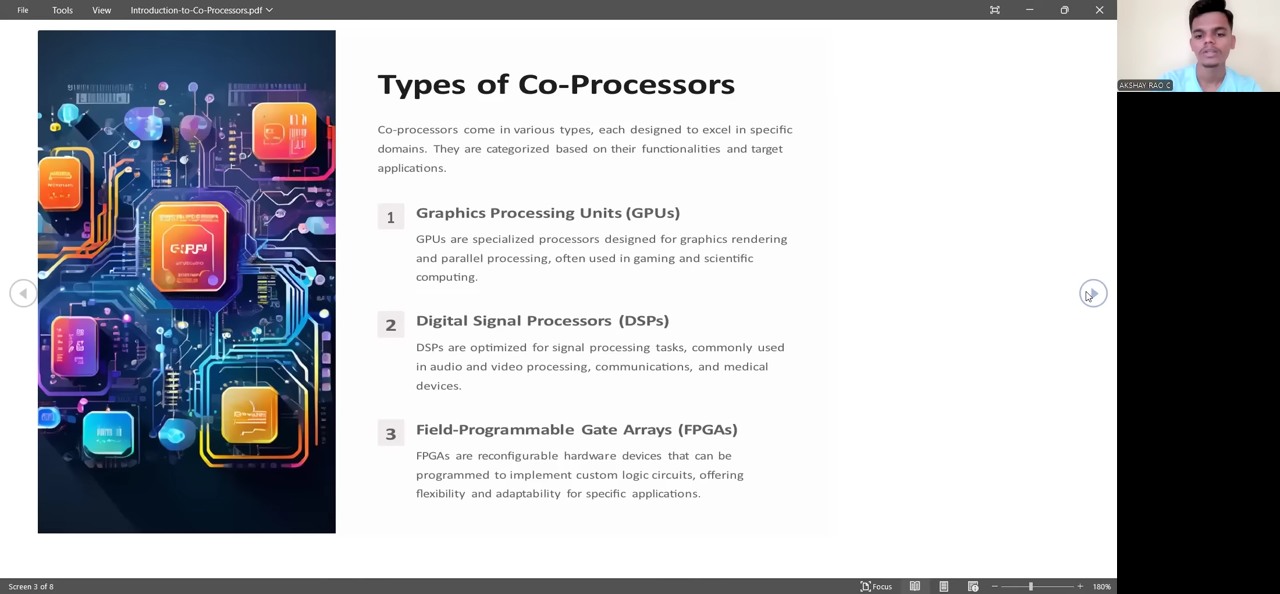 File Tools View Introduction-to-Co-Processors.pdf
AKSHAY RAO C
Types of Co-Processors
Co-processors come in various types, each designed to excel in specific
domains. They are categorized based on their functionalities and target
applications.
1 Graphics Processing Units (GPUs)
GPUs are specialized processors designed for graphics rendering
and parallel processing, often used in gaming and scientific
computing.
2 Digital Signal Processors (DSPs)
DSPs are optimized for signal processing tasks, commonly used
in audio and video processing, communications, and medical
devices.
3 Field-Programmable Gate Arrays (FPGAs)
FPGAs are reconfigurable hardware devices that can be
programmed to implement custom logic circuits, offering
flexibility and adaptability for specific applications.
Screen 3 of 8 Focus 180%